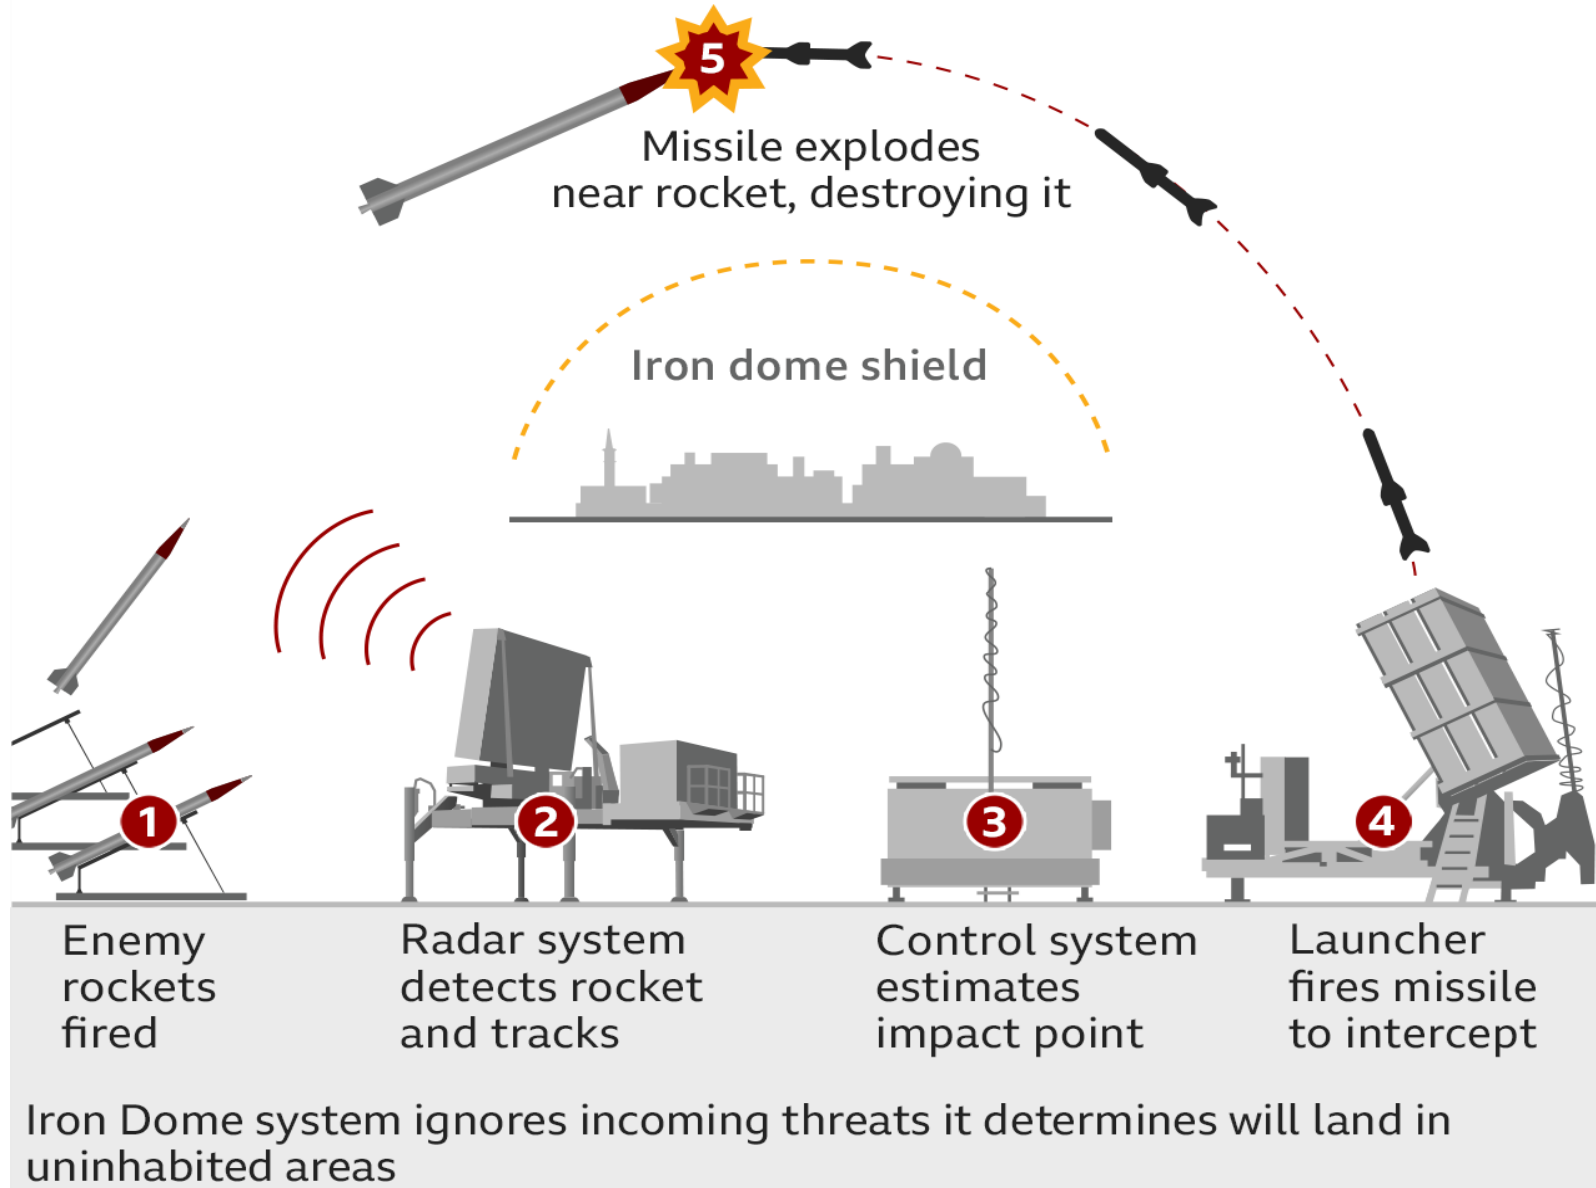 5
Missile explodes
near rocket, destroying it
Iron dome shield
1
2
3
4
Enemy
rockets
fired
Radar system
detects rocket
and tracks
Control system
estimates
impact point
Launcher
fires missile
to intercept
Iron Dome system ignores incoming threats it determines will land in
uninhabited areas